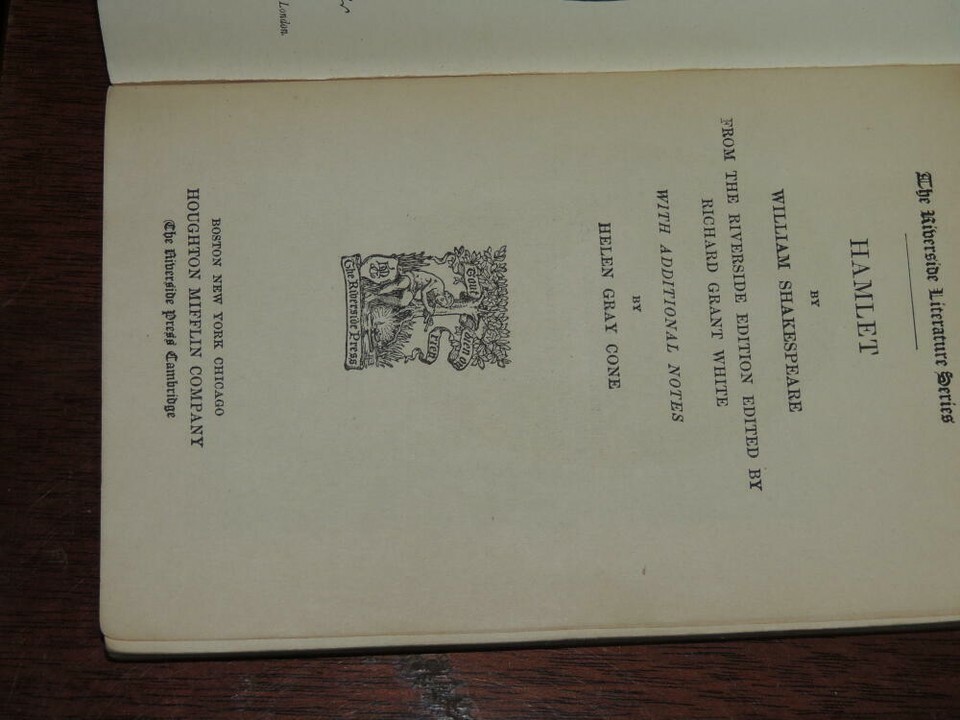 London.
The Riverside Literature Series
HAMLET
BY
WILLIAM SHAKESPEARE
FROM THE RIVERSIDE EDITION EDITED BY
RICHARD GRANT WHITE
WITH ADDITIONAL NOTES
BY
HELEN GRAY CONE
Tout bien ou
rien
The Riverside Press
BOSTON NEW YORK CHICAGO
HOUGHTON MIFFLIN COMPANY
The Riverside Press Cambridge